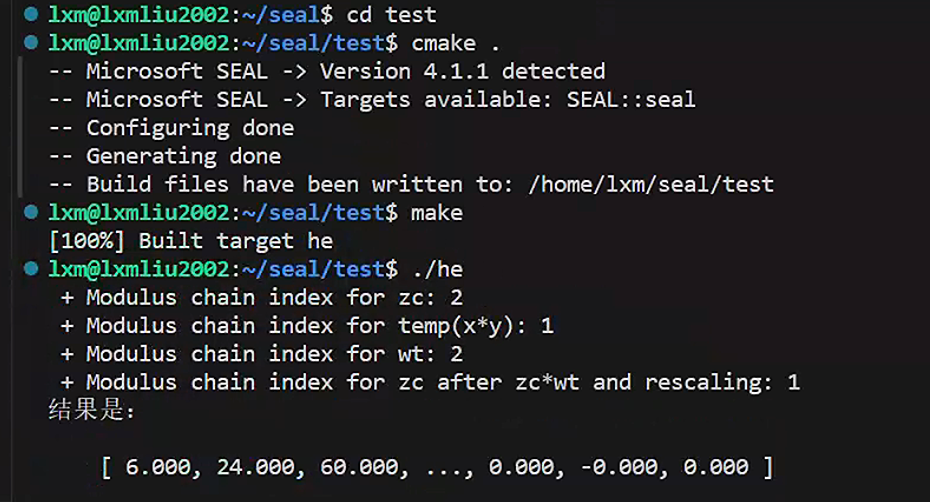 lxm@lxmliu2002:~/seal$ cd test
lxm@lxmliu2002:~/seal/test$ cmake .
-- Microsoft SEAL -> Version 4.1.1 detected
-- Microsoft SEAL -> Targets available: SEAL::seal
-- Configuring done
-- Generating done
-- Build files have been written to: /home/lxm/seal/test
lxm@lxmliu2002:~/seal/test$ make
[100%] Built target he
lxm@lxmliu2002:~/seal/test$ ./he
+ Modulus chain index for zc: 2
+ Modulus chain index for temp(x*y): 1
+ Modulus chain index for wt: 2
+ Modulus chain index for zc after zc*wt and rescaling: 1
结果是：
[ 6.000, 24.000, 60.000, ..., 0.000, -0.000, 0.000 ]